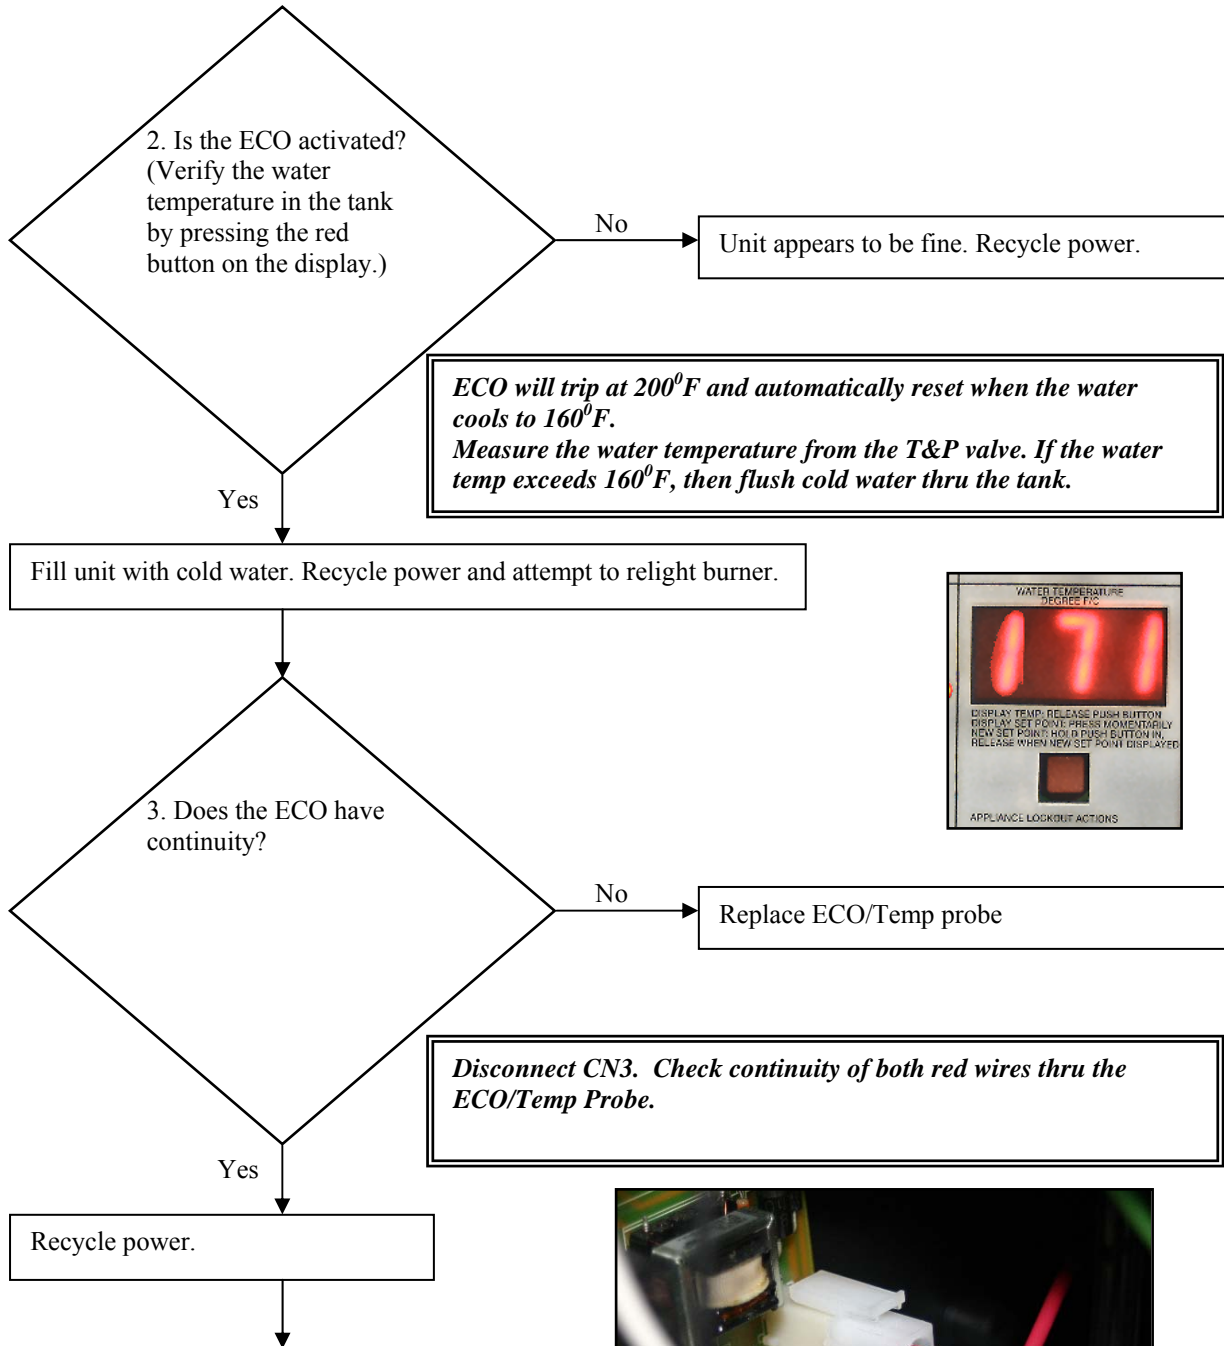 2. Is the ECO activated?
(Verify the water
temperature in the tank
by pressing the red
button on the display.)
No
Unit appears to be fine. Recycle power.
ECO will trip at 200⁰F and automatically reset when the water
cools to 160⁰F.
Measure the water temperature from the T&P valve. If the water
temp exceeds 160⁰F, then flush cold water thru the tank.
Yes
Fill unit with cold water. Recycle power and attempt to relight burner.
WATER TEMPERATURE
DEGREE F/C
171
DISPLAY TEMP: RELEASE PUSH BUTTON
DISPLAY SET POINT: PRESS MOMENTARILY
NEW SET POINT: HOLD PUSH BUTTON IN,
RELEASE WHEN NEW SET POINT DISPLAYED
APPLIANCE LOCKOUT ACTIONS
3. Does the ECO have
continuity?
No
Replace ECO/Temp probe
Disconnect CN3.  Check continuity of both red wires thru the
ECO/Temp Probe.
Yes
Recycle power.